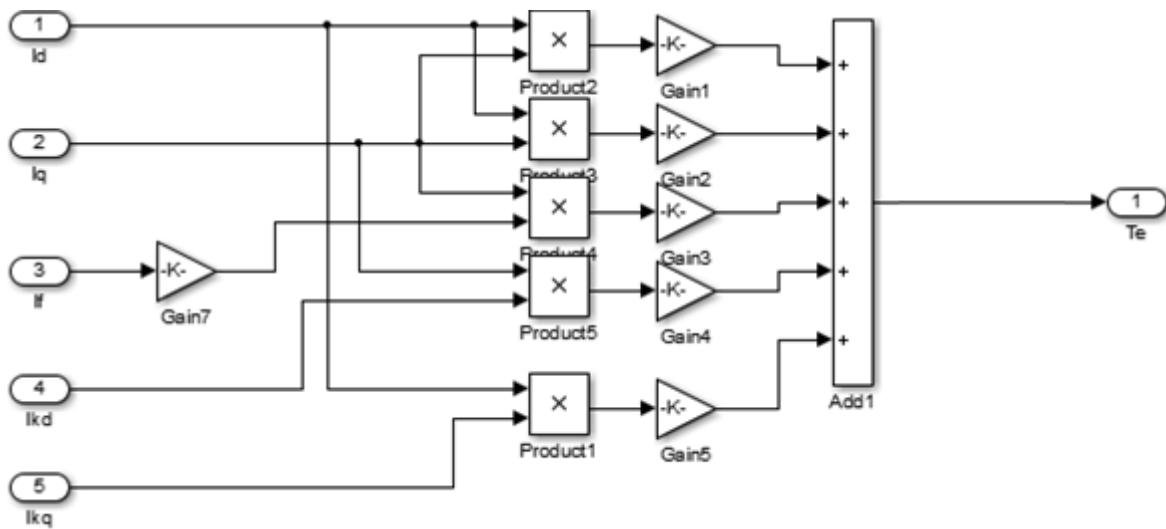 1
Id
2
Iq
3
If
-K-
Gain7
4
Ikd
5
Ikq
×
Product2
×
Product3
×
Product4
×
Product5
×
Product1
-K-
Gain1
-K-
Gain2
-K-
Gain3
-K-
Gain4
-K-
Gain5
+
+
+
+
+
Add1
1
Te